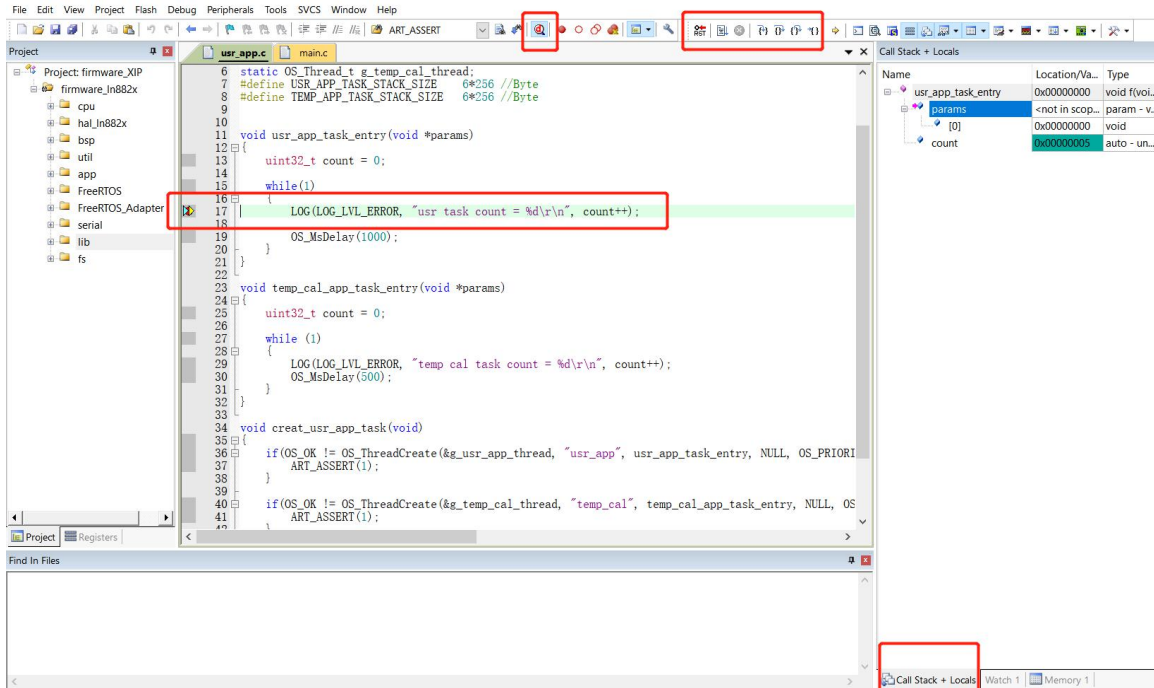 File Edit View Project Flash Debug Peripherals Tools SVCS Window Help
ART_ASSERT
Project
usr_app.c main.c
Call Stack + Locals
Project: firmware_XIP
firmware_ln882x
cpu
hal_ln882x
bsp
util
app
FreeRTOS
FreeRTOS_Adapter
serial
lib
fs
Project Registers
6 static OS_Thread_t g_temp_cal_thread;
7 #define USR_APP_TASK_STACK_SIZE 6*256 //Byte
8 #define TEMP_APP_TASK_STACK_SIZE 6*256 //Byte
9
10
11 void usr_app_task_entry(void *params)
12 {
13 uint32_t count = 0;
14
15 while(1)
16 {
17 LOG(LOG_LVL_ERROR, "usr task count = %d\r\n", count++);
18
19 OS_MsDelay(1000);
20 }
21 }
22
23 void temp_cal_app_task_entry(void *params)
24 {
25 uint32_t count = 0;
26
27 while (1)
28 {
29 LOG(LOG_LVL_ERROR, "temp cal task count = %d\r\n", count++);
30 OS_MsDelay(500);
31 }
32 }
33
34 void creat_usr_app_task(void)
35 {
36 if(OS_OK != OS_ThreadCreate(&g_usr_app_thread, "usr_app", usr_app_task_entry, NULL, OS_PRIORI
37 ART_ASSERT(1);
38 }
39
40 if(OS_OK != OS_ThreadCreate(&g_temp_cal_thread, "temp_cal", temp_cal_app_task_entry, NULL, OS
41 ART_ASSERT(1);
Name Location/Va... Type
usr_app_task_entry 0x00000000 void f(voi...
params <not in scop... param - v...
[0] 0x00000000 void
count 0x00000005 auto - un...
Find In Files
Call Stack + Locals Watch 1 Memory 1